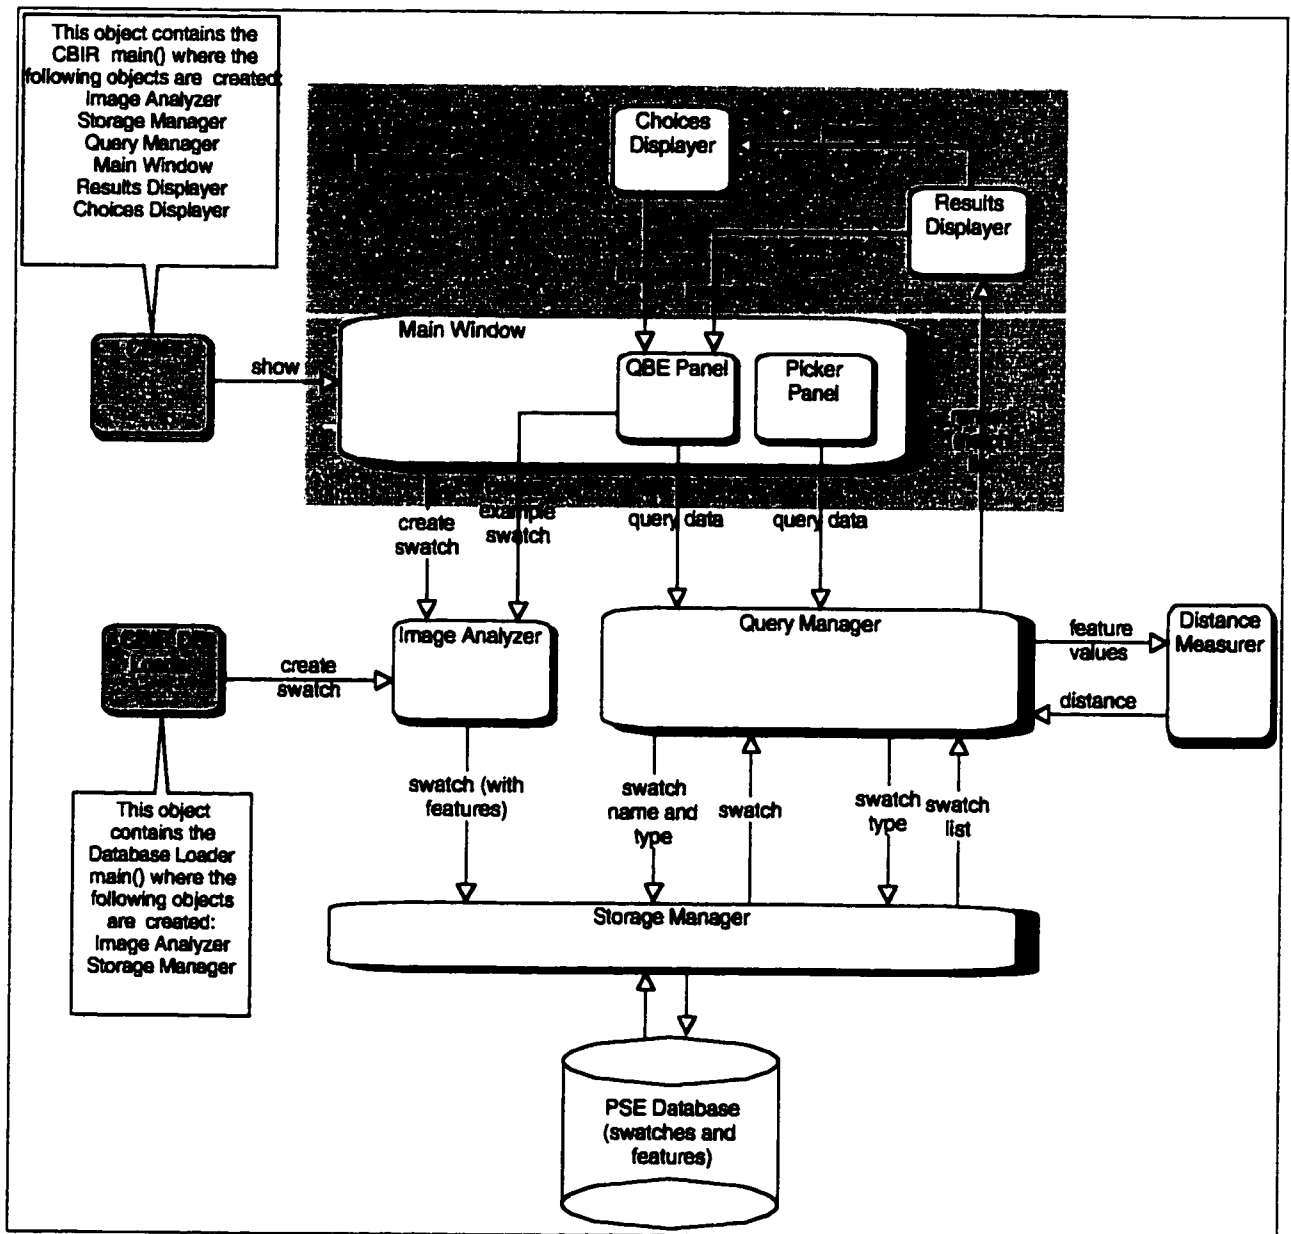 This object contains the
CBIR main() where the
following objects are created:
Image Analyzer
Storage Manager
Query Manager
Main Window
Results Displayer
Choices Displayer
Choices
Displayer
Results
Displayer
Main Window
QBE Panel
Picker
Panel
show
create
swatch
example
swatch
query data
query data
Image Analyzer
Query Manager
feature
values
Distance
Measurer
distance
Loader
create
swatch
swatch (with
features)
swatch
name and
type
swatch
swatch
type
swatch
list
This object
contains the
Database Loader
main() where the
following objects
are created:
Image Analyzer
Storage Manager
Storage Manager
PSE Database
(swatches and
features)